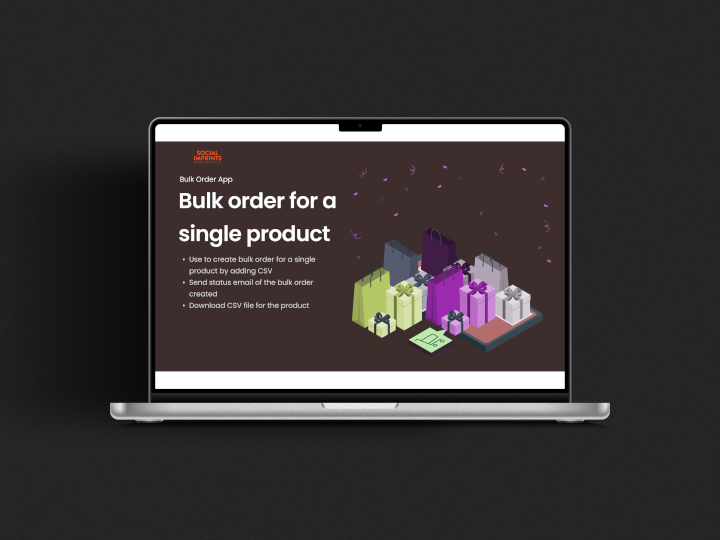 SOCIAL
IMPRINTS
Bulk Order App
Bulk order for a
single product
• Use to create bulk order for a single
product by adding CSV
• Send status email of the bulk order
created
• Download CSV file for the product